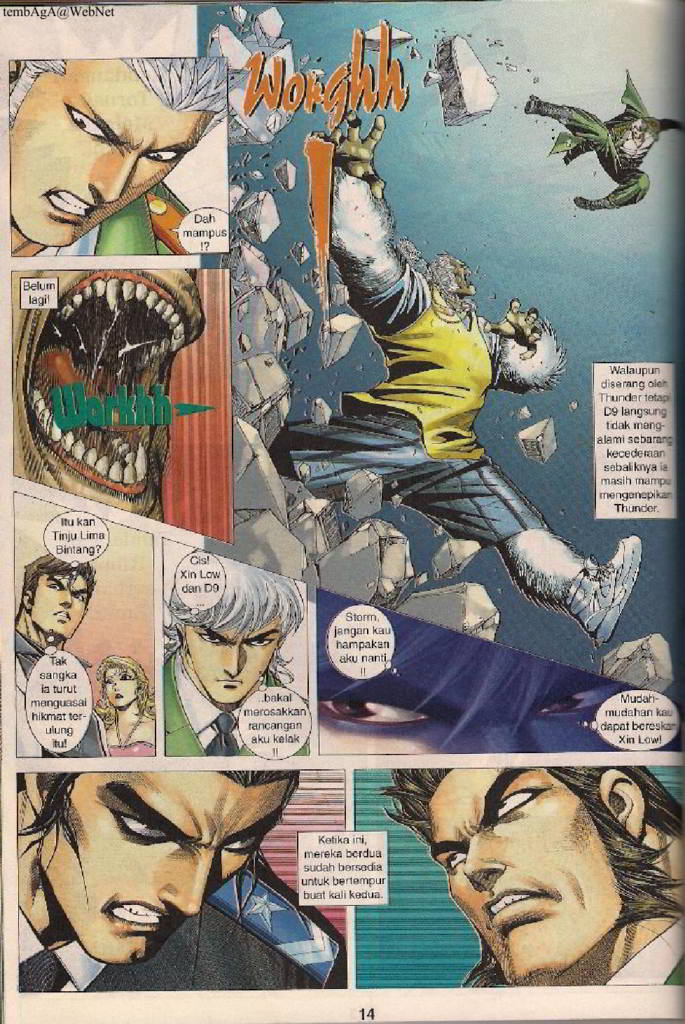 tembAgA@WebNet
Worghh
Dah
mampus
!?
Belum
lagi!
Workhh
Walaupun
diserang oleh
Thunder tetapi
D9 langsung
tidak meng-
alami sebarang
kecederaan
sebaliknya ia
masih mampu
mengenepikan
Thunder.
Itu kan
Tinju Lima
Bintang?
Tak
sangka
ia turut
menguasai
hikmat ter-
ulung itu!
Cis!
Xin Low
dan D9
...
...bakal
merosakkan
rancangan
aku kelak
!!
Storm,
jangan kau
hampakan
aku nanti
!!
Mudah-
mudahan kau
dapat bereskan
Xin Low!
Ketika ini,
mereka berdua
sudah bersedia
untuk bertempur
buat kali kedua.
14